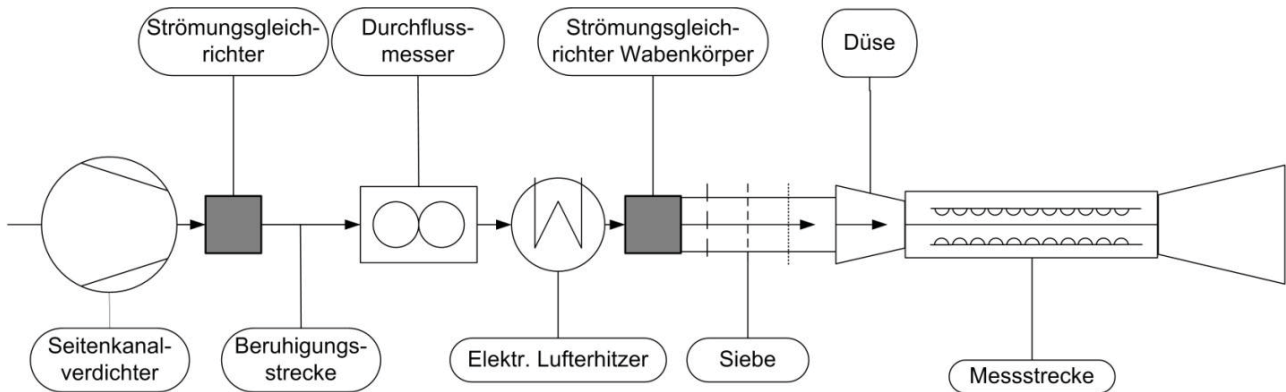 Strömungsgleich-
richter
Durchfluss-
messer
Strömungsgleich-
richter Wabenkörper
Düse
Seitenkanal-
verdichter
Beruhigungs-
strecke
Elektr. Lufterhitzer
Siebe
Messstrecke